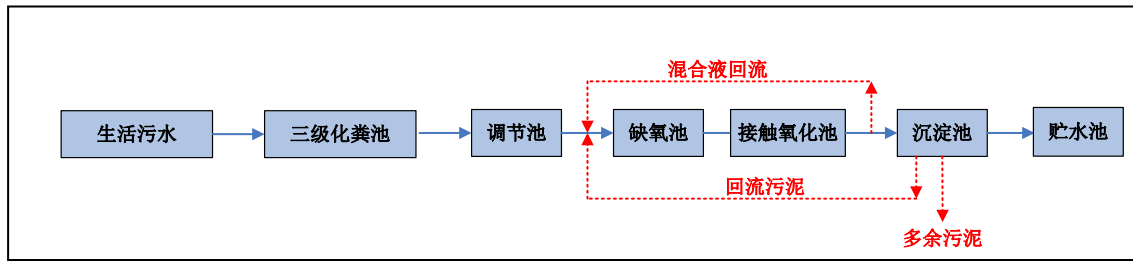 混合液回流
生活污水
三级化粪池
调节池
缺氧池
接触氧化池
沉淀池
贮水池
回流污泥
多余污泥